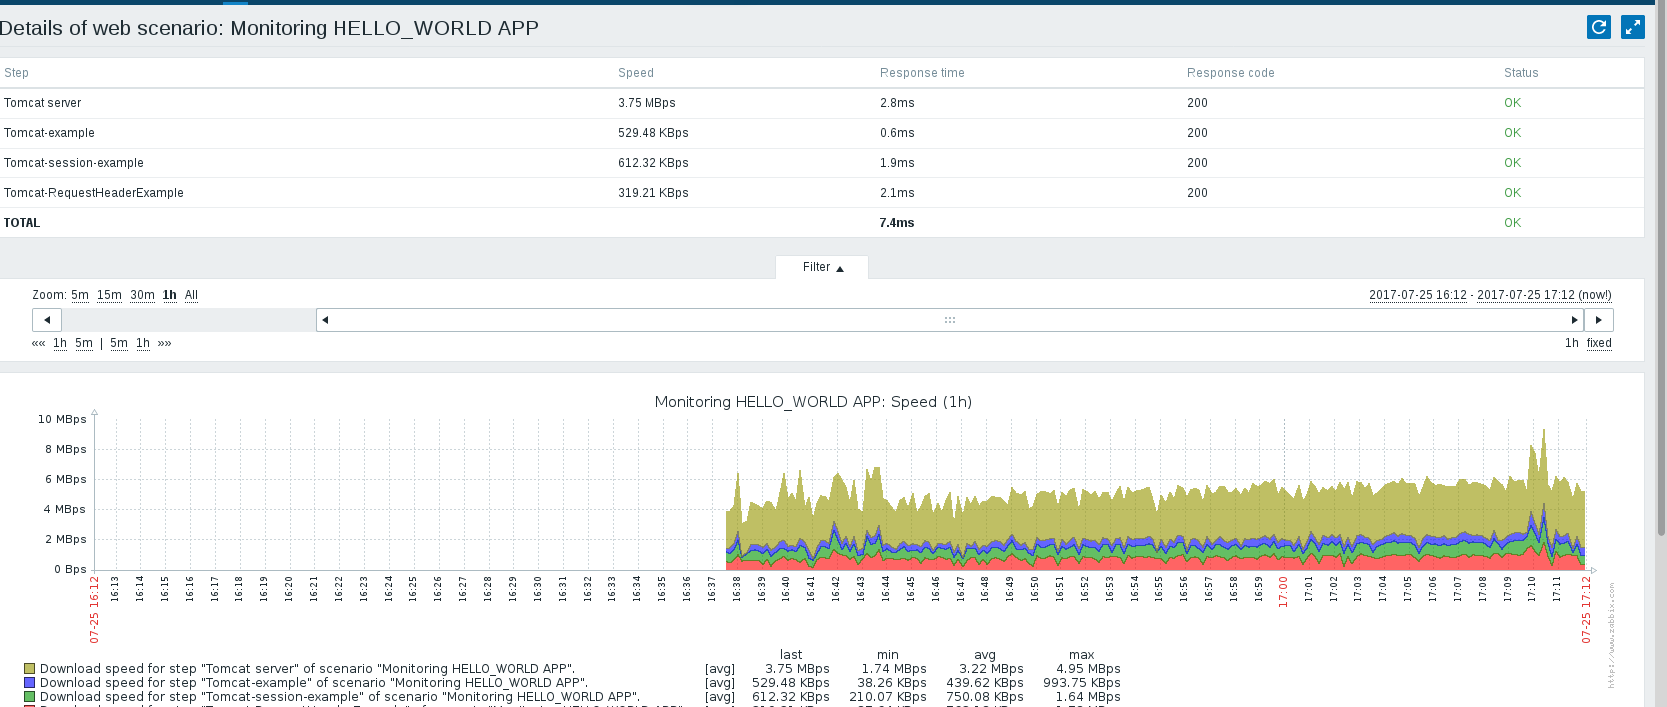 Details of web scenario: Monitoring HELLO_WORLD APP
Step Speed Response time Response code Status
Tomcat server 3.75 MBps 2.8ms 200 OK
Tomcat-example 529.48 KBps 0.6ms 200 OK
Tomcat-session-example 612.32 KBps 1.9ms 200 OK
Tomcat-RequestHeaderExample 319.21 KBps 2.1ms 200 OK
TOTAL 7.4ms OK
Filter ▲
Zoom: 5m 15m 30m 1h All 2017-07-25 16:12 - 2017-07-25 17:12 (now!)
«« 1h 5m | 5m 1h »» 1h fixed
Monitoring HELLO_WORLD APP: Speed (1h)
10 MBps
8 MBps
6 MBps
4 MBps
2 MBps
0 Bps
07-25 16:12 16:13 16:14 16:15 16:16 16:17 16:18 16:19 16:20 16:21 16:22 16:23 16:24 16:25 16:26 16:27 16:28 16:29 16:30 16:31 16:32 16:33 16:34 16:35 16:36 16:37 16:38 16:39 16:40 16:41 16:42 16:43 16:44 16:45 16:46 16:47 16:48 16:49 16:50 16:51 16:52 16:53 16:54 16:55 16:56 16:57 16:58 16:59 17:00 17:01 17:02 17:03 17:04 17:05 17:06 17:07 17:08 17:09 17:10 17:11 07-25 17:12
http://www.zabbix.com
last min avg max
Download speed for step "Tomcat server" of scenario "Monitoring HELLO_WORLD APP". [avg] 3.75 MBps 1.74 MBps 3.22 MBps 4.95 MBps
Download speed for step "Tomcat-example" of scenario "Monitoring HELLO_WORLD APP". [avg] 529.48 KBps 38.26 KBps 439.62 KBps 993.75 KBps
Download speed for step "Tomcat-session-example" of scenario "Monitoring HELLO_WORLD APP". [avg] 612.32 KBps 210.07 KBps 750.08 KBps 1.64 MBps